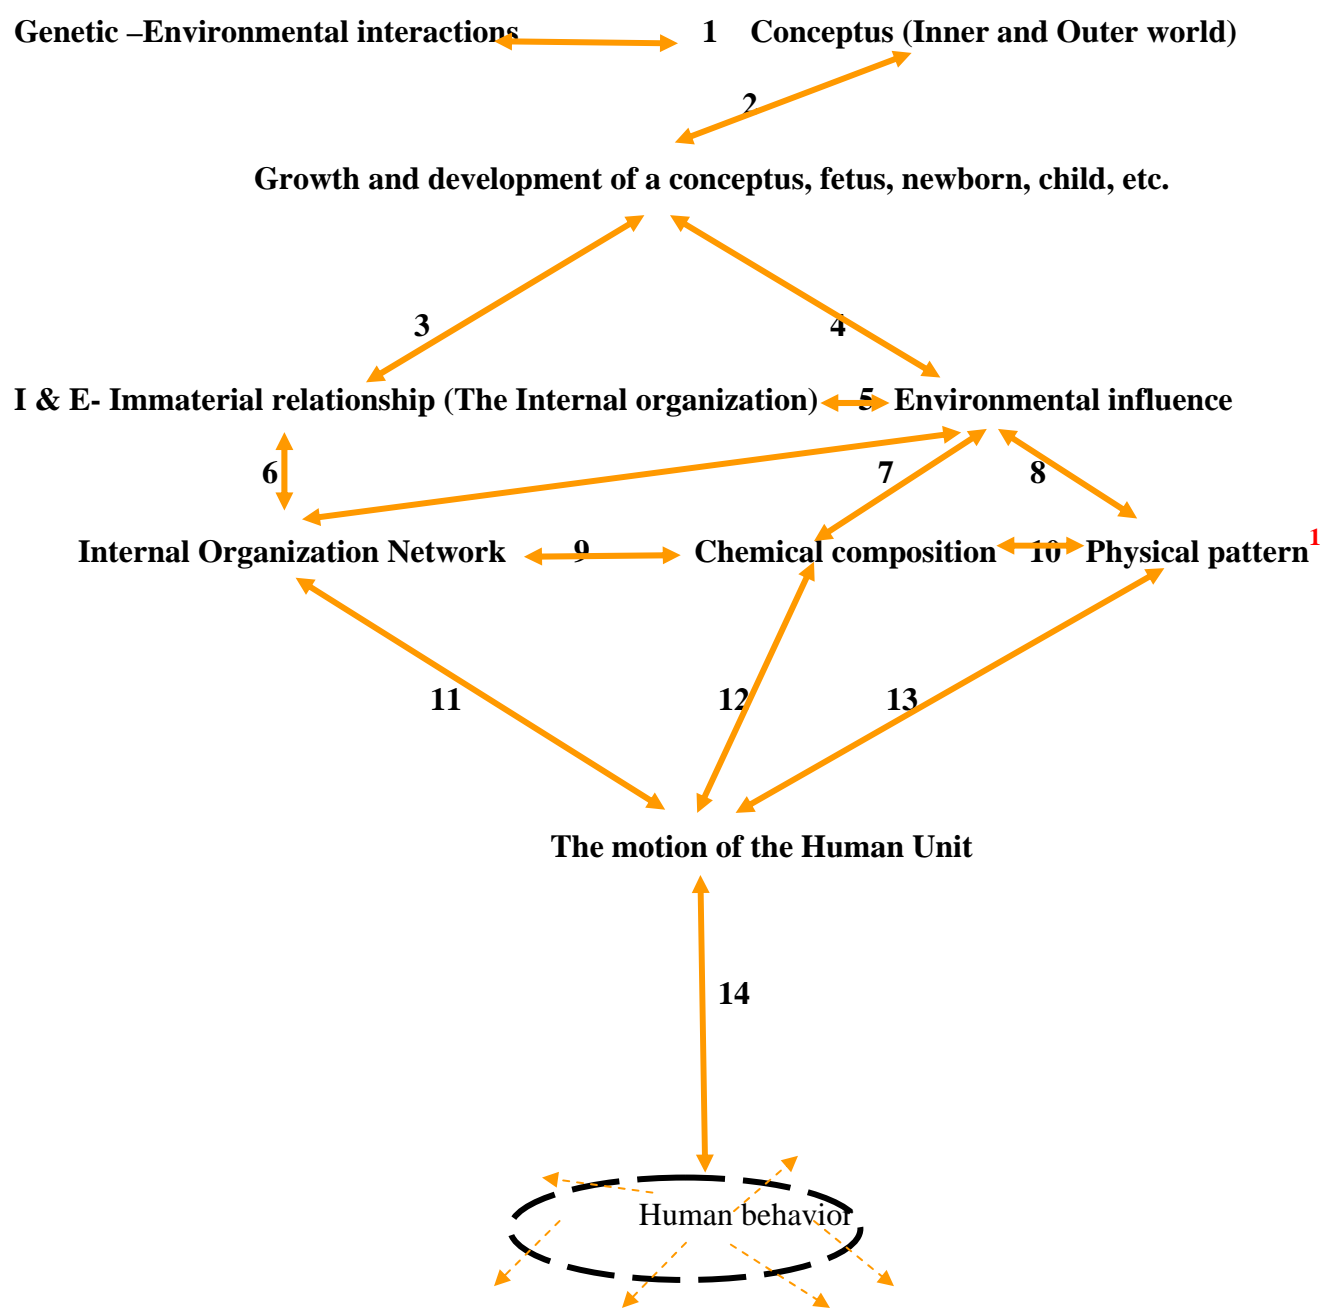 Genetic –Environmental interactions 1 Conceptus (Inner and Outer world)
2
Growth and development of a conceptus, fetus, newborn, child, etc.
3 4
I & E- Immaterial relationship (The Internal organization) 5 Environmental influence
6 7 8
Internal Organization Network 9 Chemical composition 10 Physical pattern1
11 12 13
The motion of the Human Unit
14
Human behavior